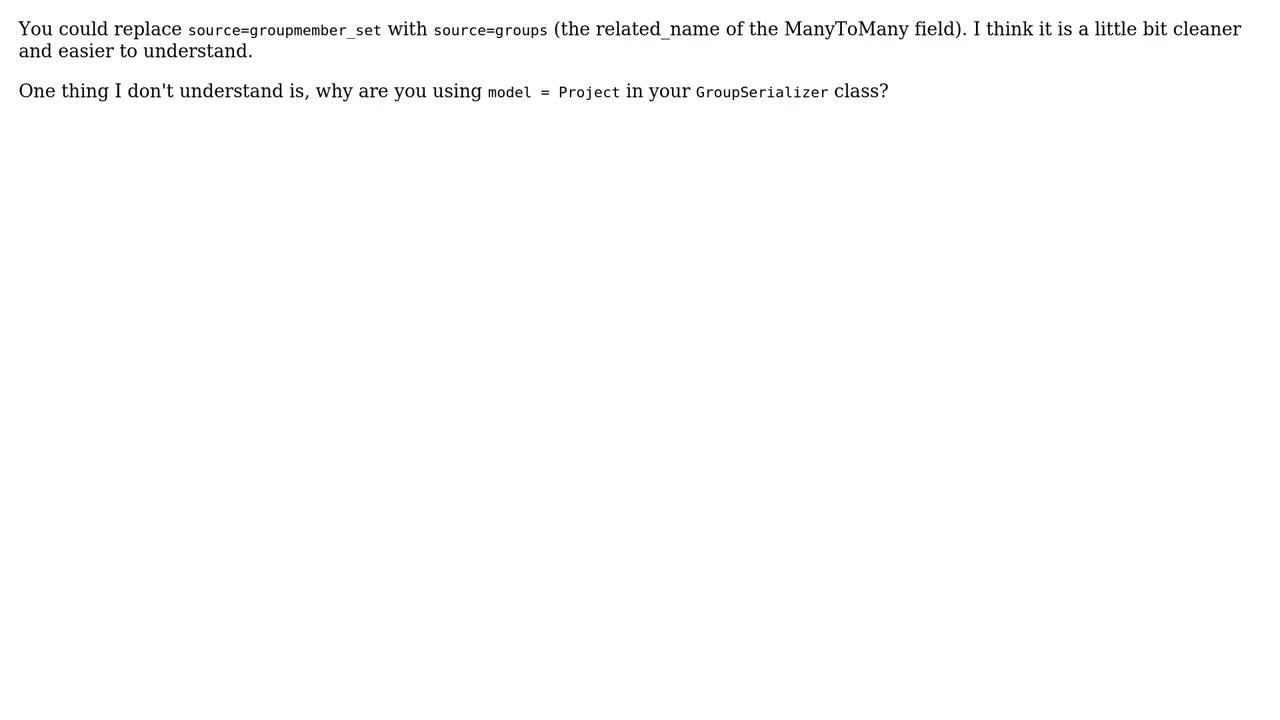 You could replace source=groupmember_set with source=groups (the related_name of the ManyToMany field). I think it is a little bit cleaner
and easier to understand.
One thing I don't understand is, why are you using model = Project in your GroupSerializer class?